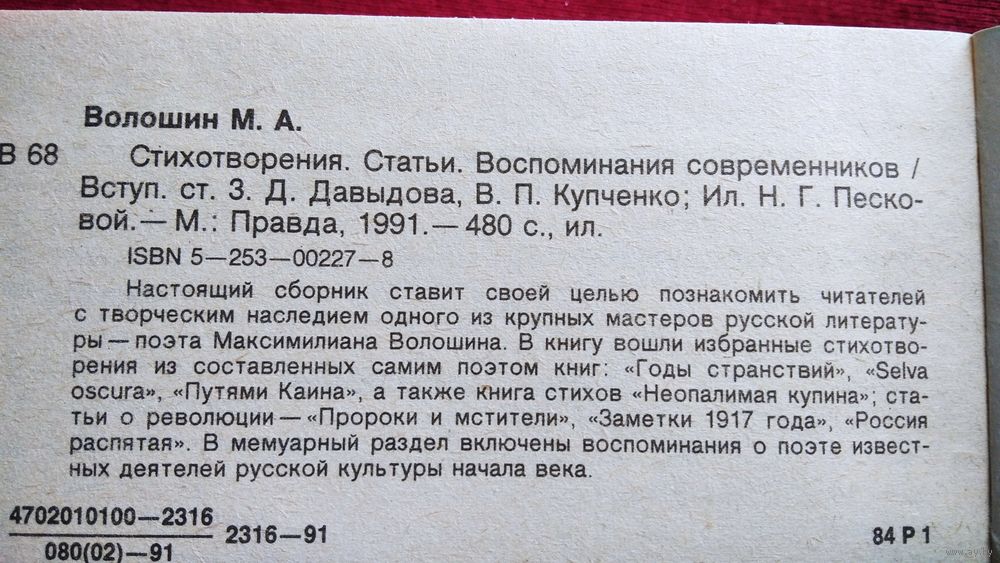 Волошин М. А.
В 68 Стихотворения. Статьи. Воспоминания современников /
Вступ. ст. З. Д. Давыдова, В. П. Купченко; Ил. Н. Г. Песко-
вой.— М.: Правда, 1991.— 480 с., ил.
ISBN 5—253—00227—8
Настоящий сборник ставит своей целью познакомить читателей
с творческим наследием одного из крупных мастеров русской литерату-
ры — поэта Максимилиана Волошина. В книгу вошли избранные стихотво-
рения из составленных самим поэтом книг: «Годы странствий», «Selva
oscura», «Путями Каина», а также книга стихов «Неопалимая купина»; ста-
тьи о революции — «Пророки и мстители», «Заметки 1917 года», «Россия
распятая». В мемуарный раздел включены воспоминания о поэте извест-
ных деятелей русской культуры начала века.
4702010100—2316
080(02)—91
2316—91
84 Р 1
www.ay.by